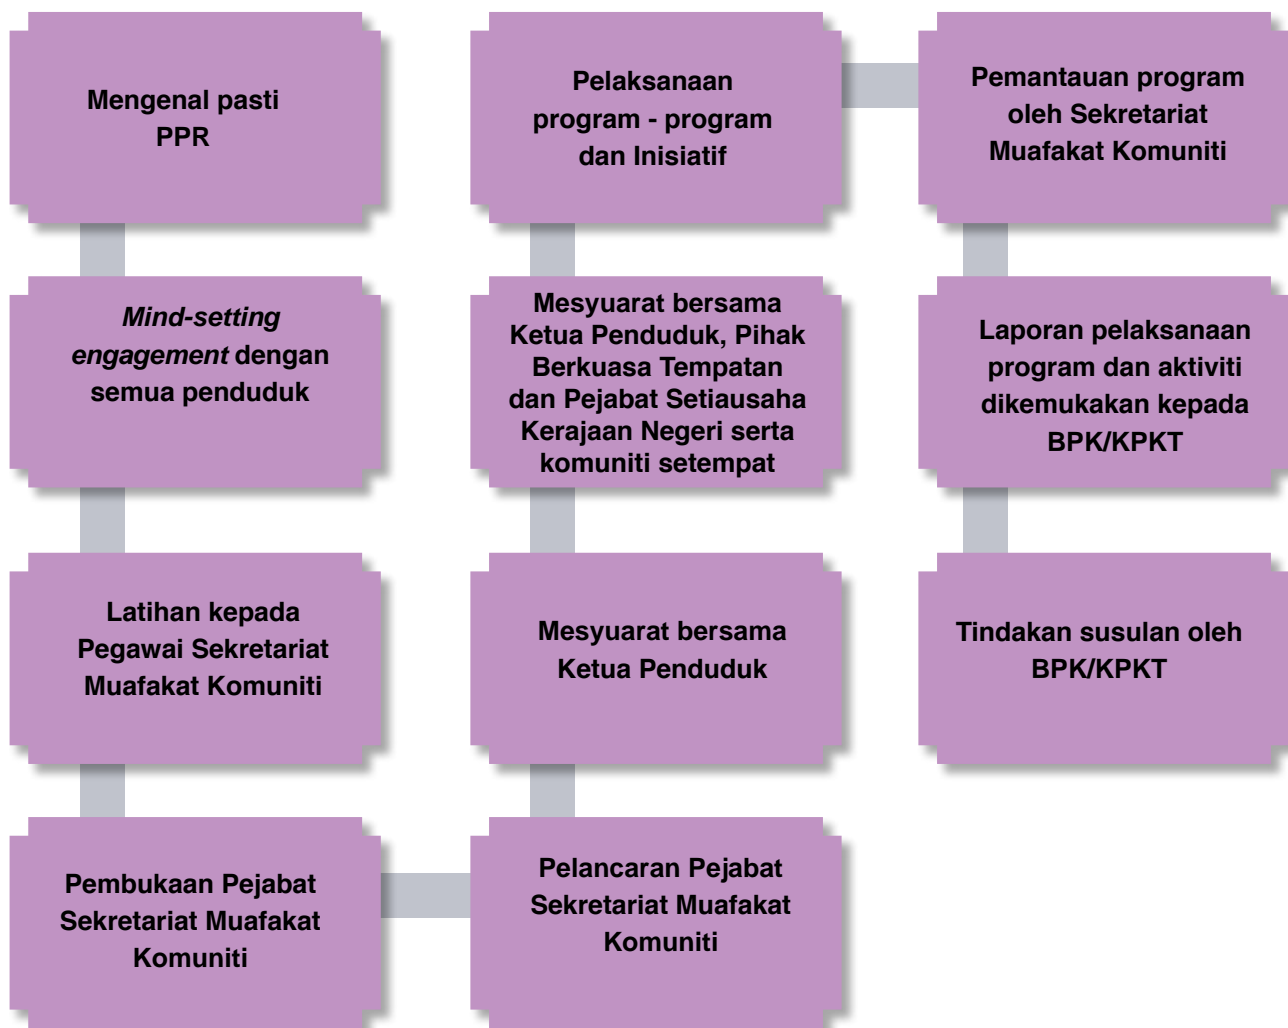 Mengenal pasti
PPR
Mind-setting
engagement dengan
semua penduduk
Latihan kepada
Pegawai Sekretariat
Muafakat Komuniti
Pembukaan Pejabat
Sekretariat Muafakat
Komuniti
Pelancaran Pejabat
Sekretariat Muafakat
Komuniti
Mesyuarat bersama
Ketua Penduduk
Mesyuarat bersama
Ketua Penduduk, Pihak
Berkuasa Tempatan
dan Pejabat Setiausaha
Kerajaan Negeri serta
komuniti setempat
Pelaksanaan
program - program
dan Inisiatif
Pemantauan program
oleh Sekretariat
Muafakat Komuniti
Laporan pelaksanaan
program dan aktiviti
dikemukakan kepada
BPK/KPKT
Tindakan susulan oleh
BPK/KPKT